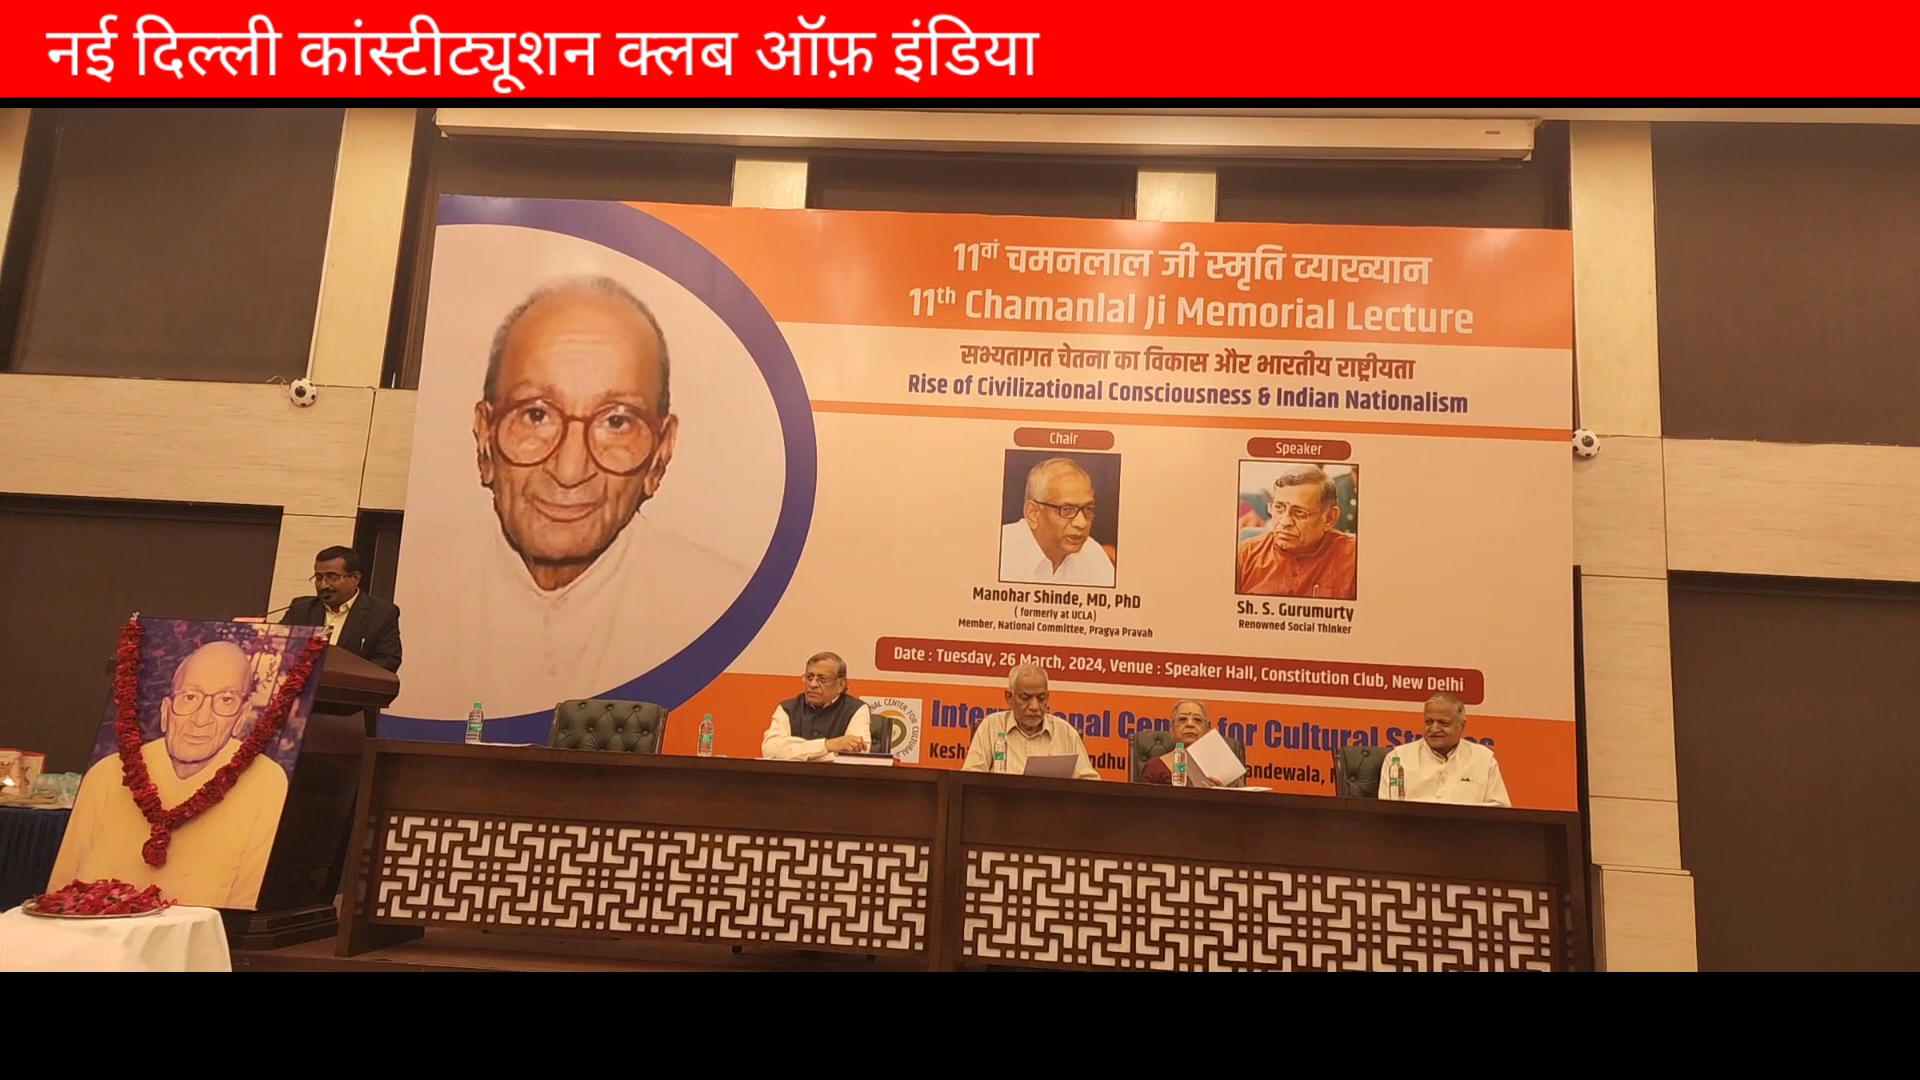 नई दिल्ली कांस्टीट्यूशन क्लब ऑफ़ इंडिया
11वां चमनलाल जी स्मृति व्याख्यान
11th Chamanlal Ji Memorial Lecture
सभ्यतागत चेतना का विकास और भारतीय राष्ट्रीयता
Rise of Civilizational Consciousness & Indian Nationalism
Chair
Speaker
Manohar Shinde, MD, PhD
( formerly at UCLA)
Member, National Committee, Pragya Pravah
Sh. S. Gurumurty
Renowned Social Thinker
Date : Tuesday, 26 March, 2024, Venue : Speaker Hall, Constitution Club, New Delhi
for Cultural